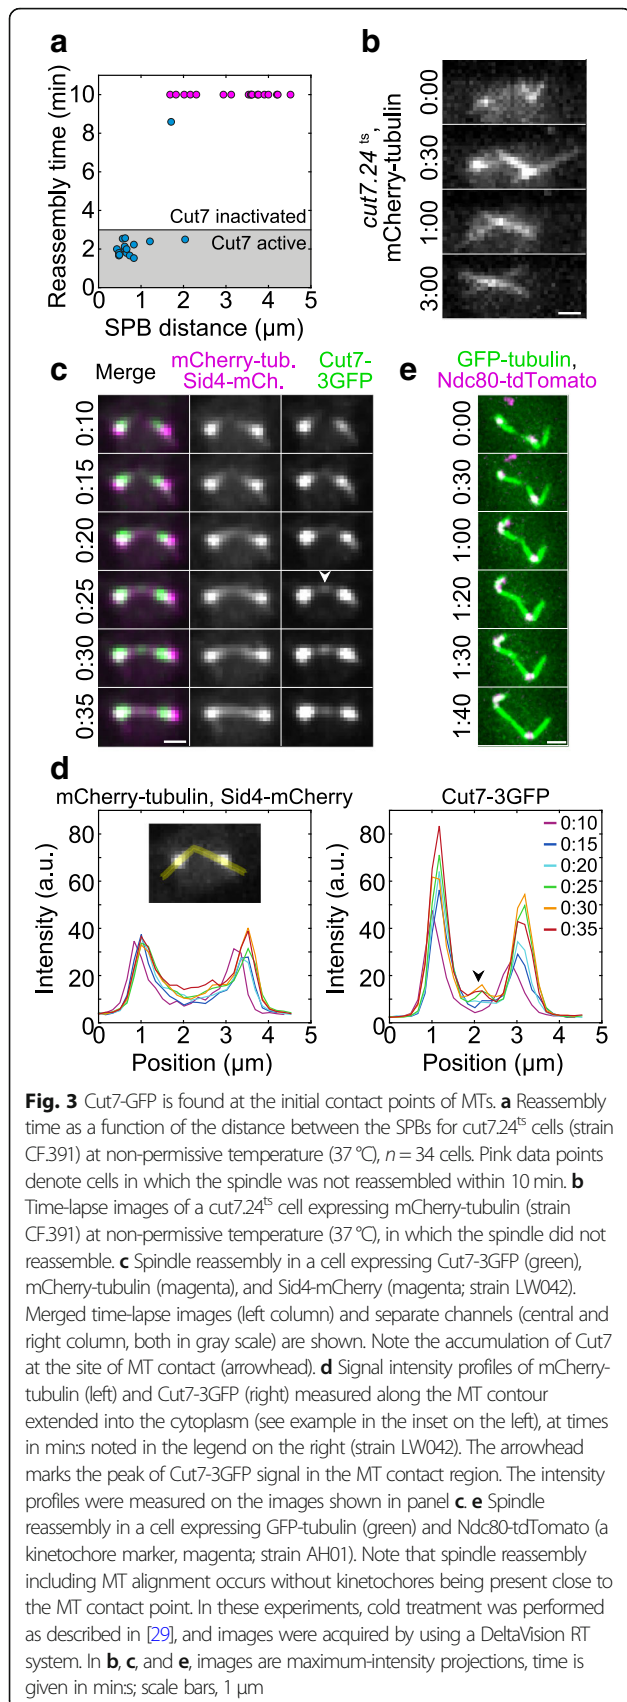 a
Reassembly time (min)
10
8
6
4
2
0
Cut7 inactivated
Cut7 active
0 1 2 3 4 5
SPB distance (µm)
b
cut7.24 ts,
mCherry-tubulin
0:00
0:30
1:00
3:00
c
Merge
mCherry-tub.
Sid4-mCh.
Cut7-
3GFP
0:10
0:15
0:20
0:25
0:30
0:35
e
GFP-tubulin,
Ndc80-tdTomato
0:00
0:30
1:00
1:20
1:30
1:40
d
mCherry-tubulin, Sid4-mCherry
Intensity (a.u.)
80
60
40
20
0
0 1 2 3 4 5
Position (µm)
Cut7-3GFP
Intensity (a.u.)
80
60
40
20
0
0:10
0:15
0:20
0:25
0:30
0:35
0 1 2 3 4 5
Position (µm)
Fig. 3 Cut7-GFP is found at the initial contact points of MTs. a Reassembly
time as a function of the distance between the SPBs for cut7.24ts cells (strain
CF.391) at non-permissive temperature (37 °C), n = 34 cells. Pink data points
denote cells in which the spindle was not reassembled within 10 min. b
Time-lapse images of a cut7.24ts cell expressing mCherry-tubulin (strain
CF.391) at non-permissive temperature (37 °C), in which the spindle did not
reassemble. c Spindle reassembly in a cell expressing Cut7-3GFP (green),
mCherry-tubulin (magenta), and Sid4-mCherry (magenta; strain LW042).
Merged time-lapse images (left column) and separate channels (central and
right column, both in gray scale) are shown. Note the accumulation of Cut7
at the site of MT contact (arrowhead). d Signal intensity profiles of mCherry-
tubulin (left) and Cut7-3GFP (right) measured along the MT contour
extended into the cytoplasm (see example in the inset on the left), at times
in min:s noted in the legend on the right (strain LW042). The arrowhead
marks the peak of Cut7-3GFP signal in the MT contact region. The intensity
profiles were measured on the images shown in panel c. e Spindle
reassembly in a cell expressing GFP-tubulin (green) and Ndc80-tdTomato (a
kinetochore marker, magenta; strain AH01). Note that spindle reassembly
including MT alignment occurs without kinetochores being present close to
the MT contact point. In these experiments, cold treatment was performed
as described in [29], and images were acquired by using a DeltaVision RT
system. In b, c, and e, images are maximum-intensity projections, time is
given in min:s; scale bars, 1 µm